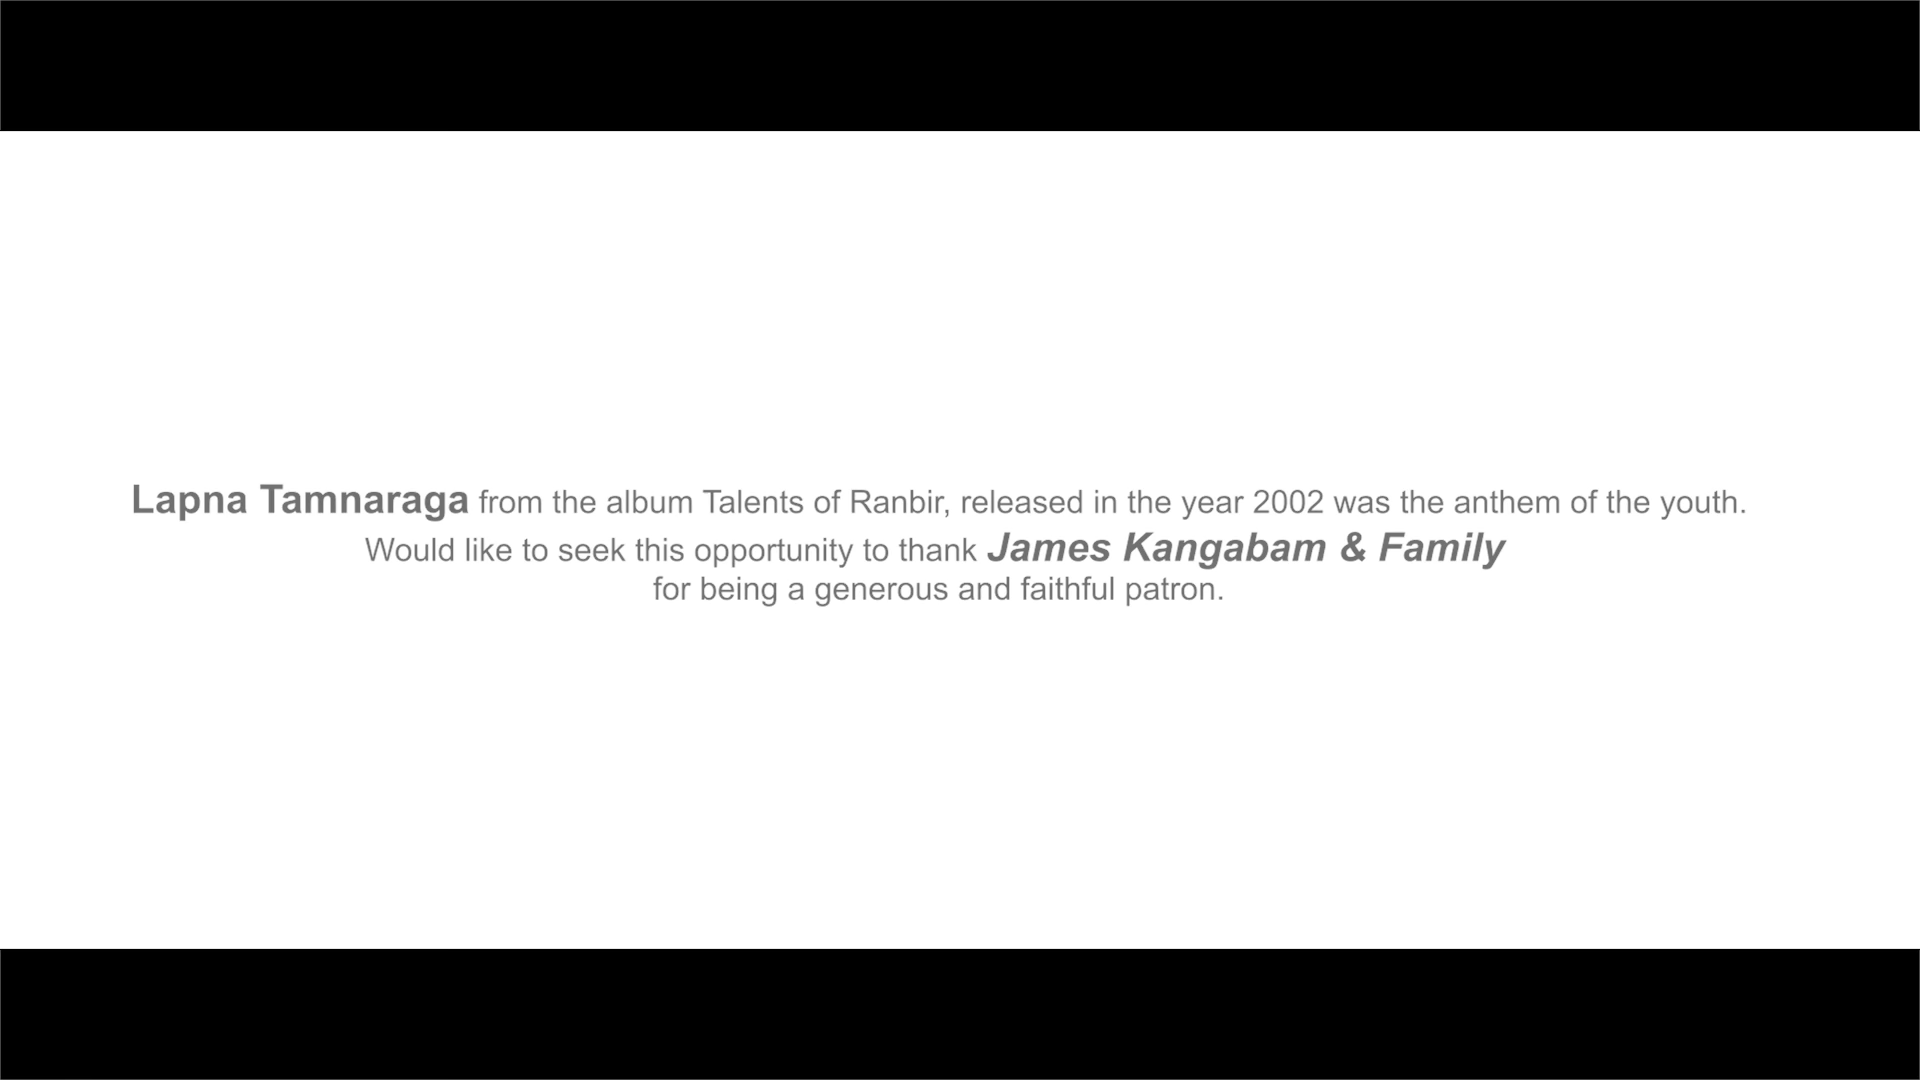 Lapna Tamnaraga from the album Talents of Ranbir, released in the year 2002 was the anthem of the youth.
Would like to seek this opportunity to thank James Kangabam & Family
for being a generous and faithful patron.